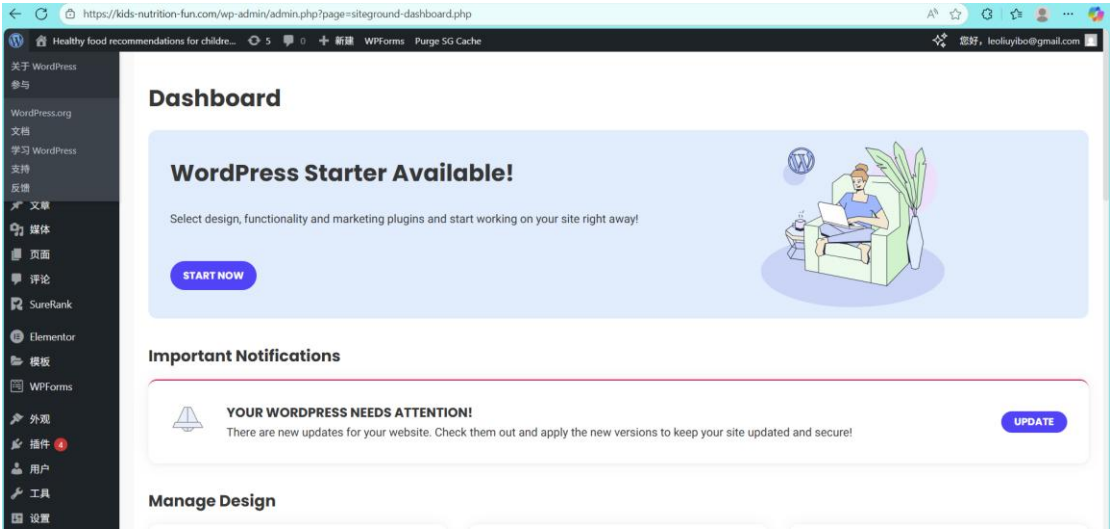 https://kids-nutrition-fun.com/wp-admin/admin.php?page=siteground-dashboard.php
Healthy food recommendations for childre... 5 0 新建 WPForms Purge SG Cache
您好，leoliuyibo@gmail.com
关于 WordPress
参与
WordPress.org
文档
学习 WordPress
支持
反馈
文章
媒体
页面
评论
SureRank
Elementor
模板
WPForms
外观
插件 4
用户
工具
设置
Dashboard
WordPress Starter Available!
Select design, functionality and marketing plugins and start working on your site right away!
START NOW
Important Notifications
YOUR WORDPRESS NEEDS ATTENTION!
There are new updates for your website. Check them out and apply the new versions to keep your site updated and secure!
UPDATE
Manage Design